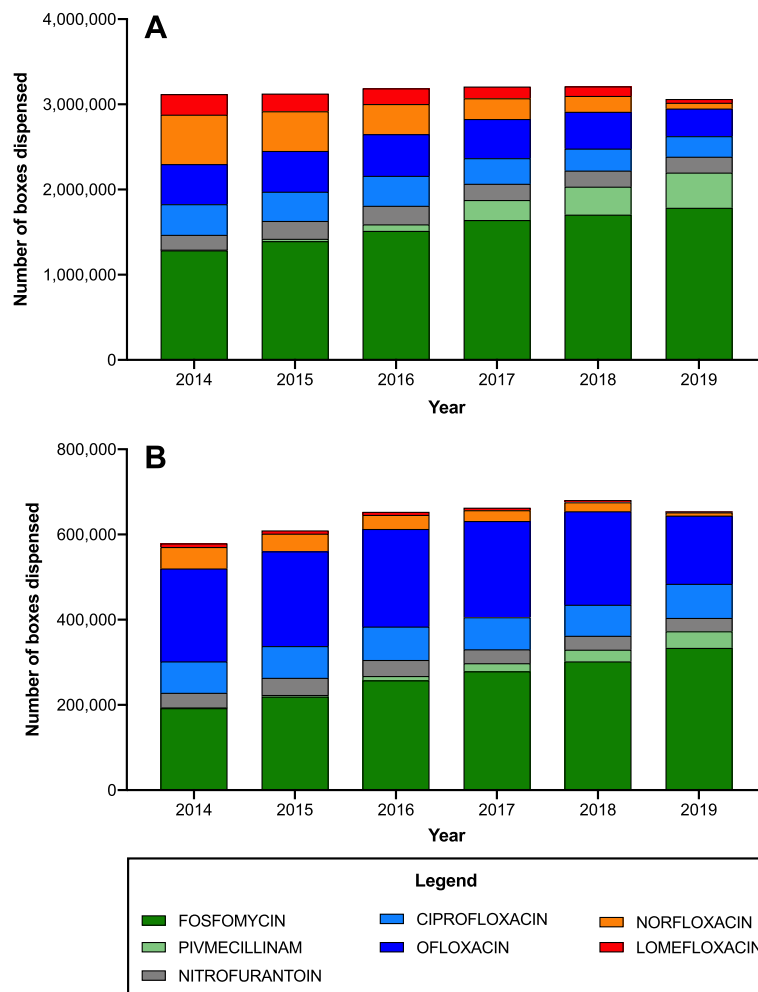 A
4,000,000
3,000,000
2,000,000
1,000,000
0
Number of boxes dispensed
2014 2015 2016 2017 2018 2019
Year
B
800,000
600,000
400,000
200,000
0
Number of boxes dispensed
2014 2015 2016 2017 2018 2019
Year
Legend
FOSFOMYCIN CIPROFLOXACIN NORFLOXACIN
PIVMECILLINAM OFLOXACIN LOMEFLOXACIN
NITROFURANTOIN